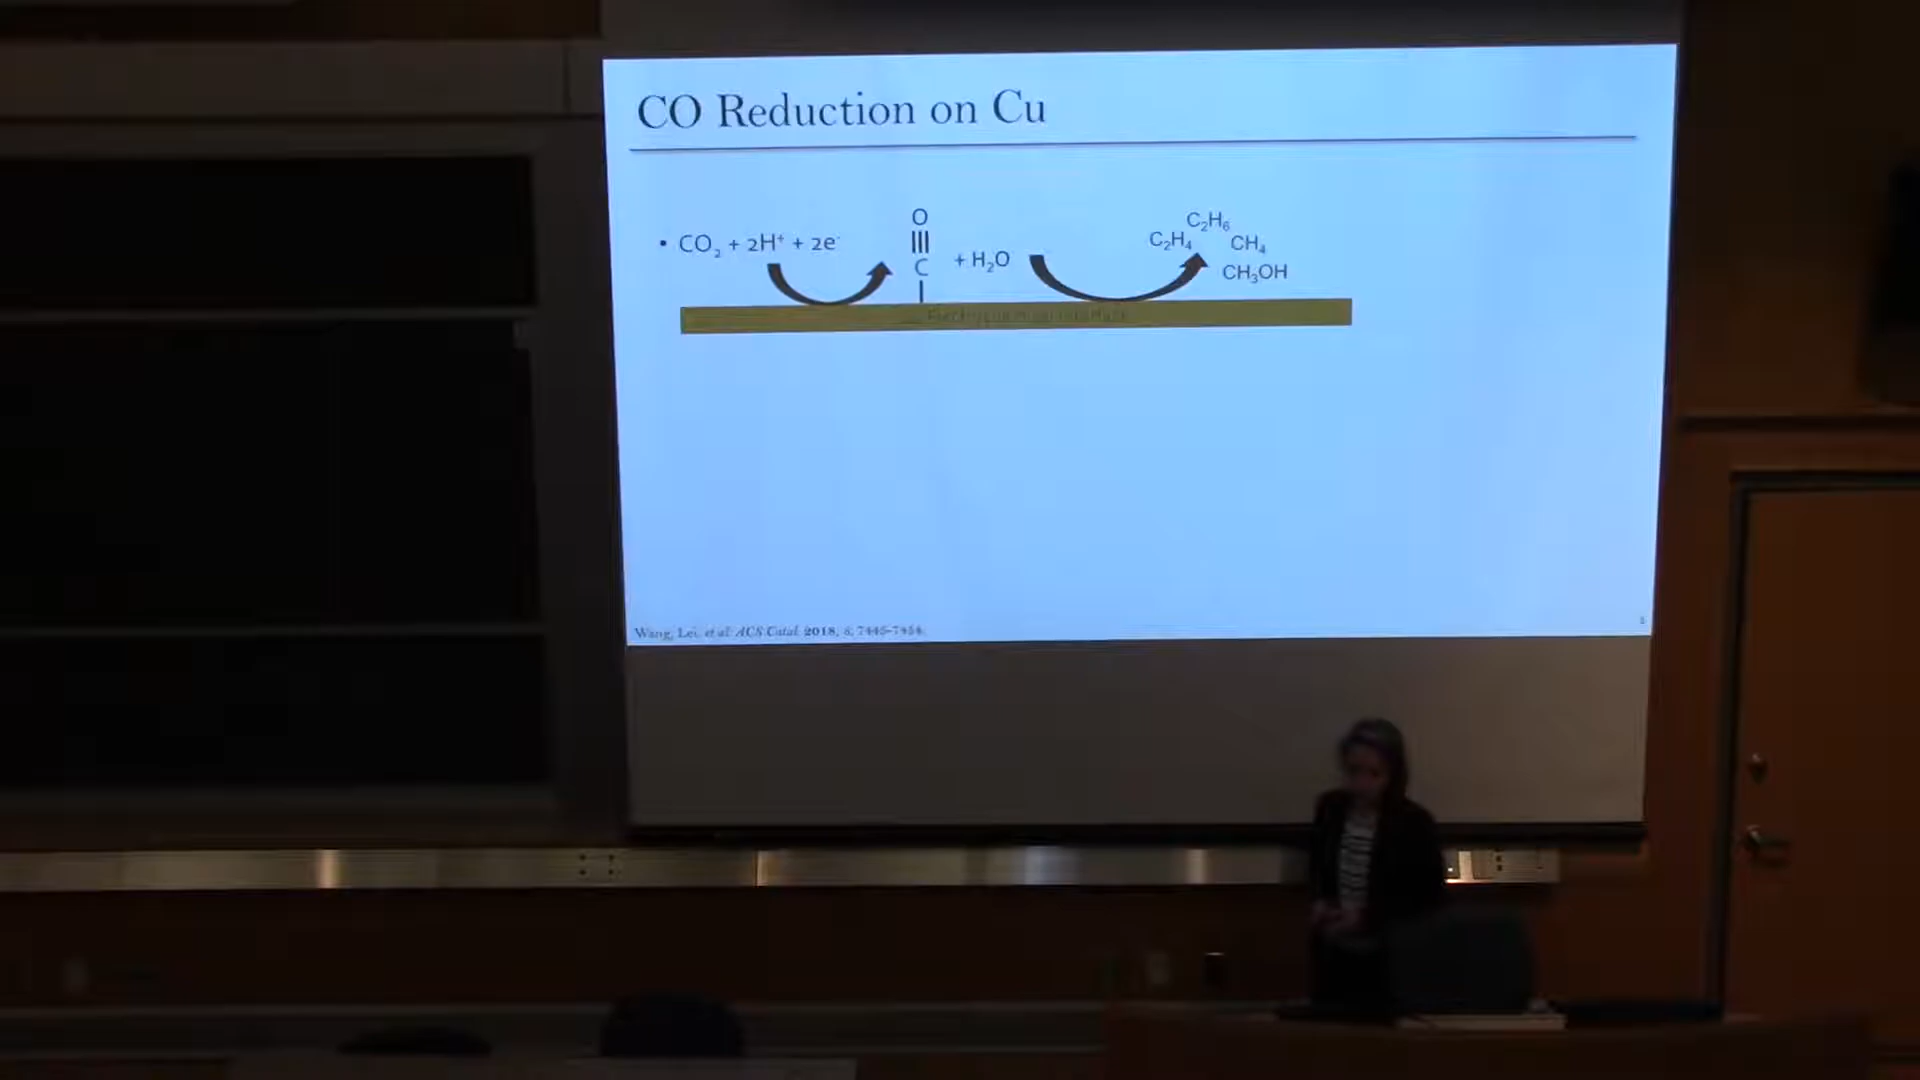 CO Reduction on Cu
• CO₂ + 2H⁺ + 2e⁻
O
C
+ H₂O
C₂H₆
C₂H₄
CH₄
CH₃OH
Wang, Lei, et al. ACS Catal. 2018, 8, 7445-7454.